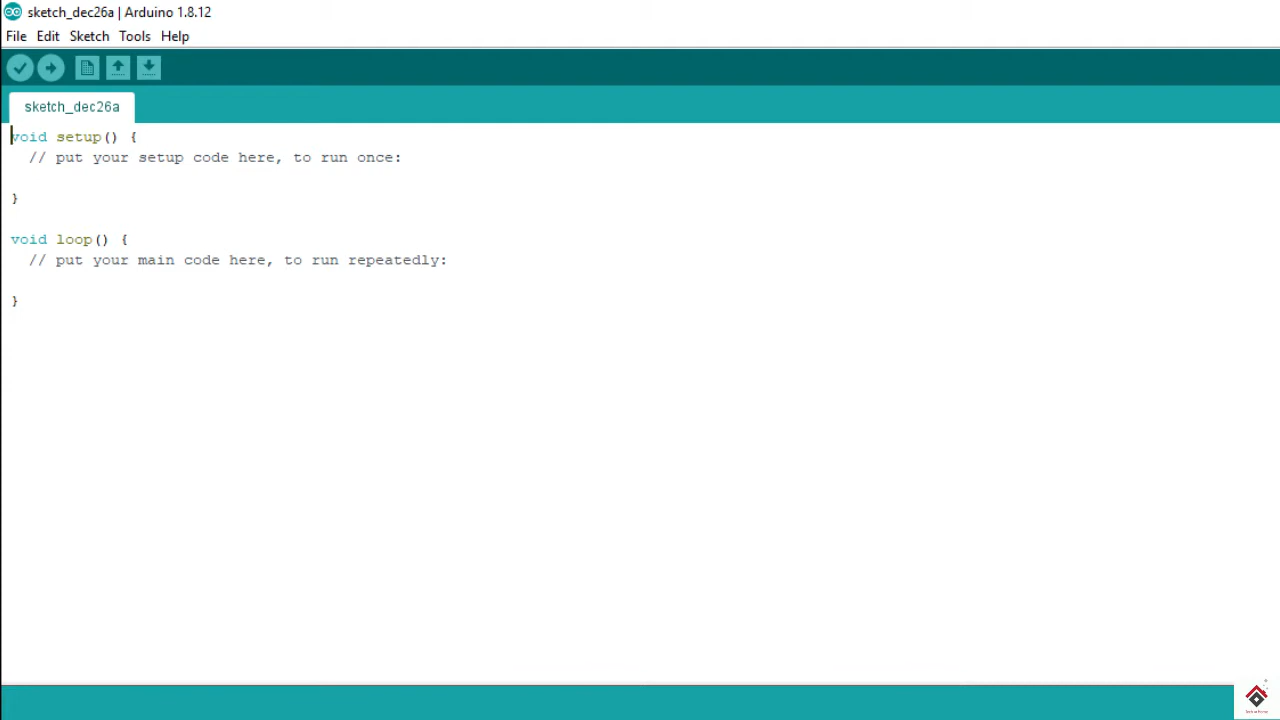 sketch_dec26a | Arduino 1.8.12
File Edit Sketch Tools Help
sketch_dec26a
void setup() {
  // put your setup code here, to run once:
}
void loop() {
  // put your main code here, to run repeatedly:
}